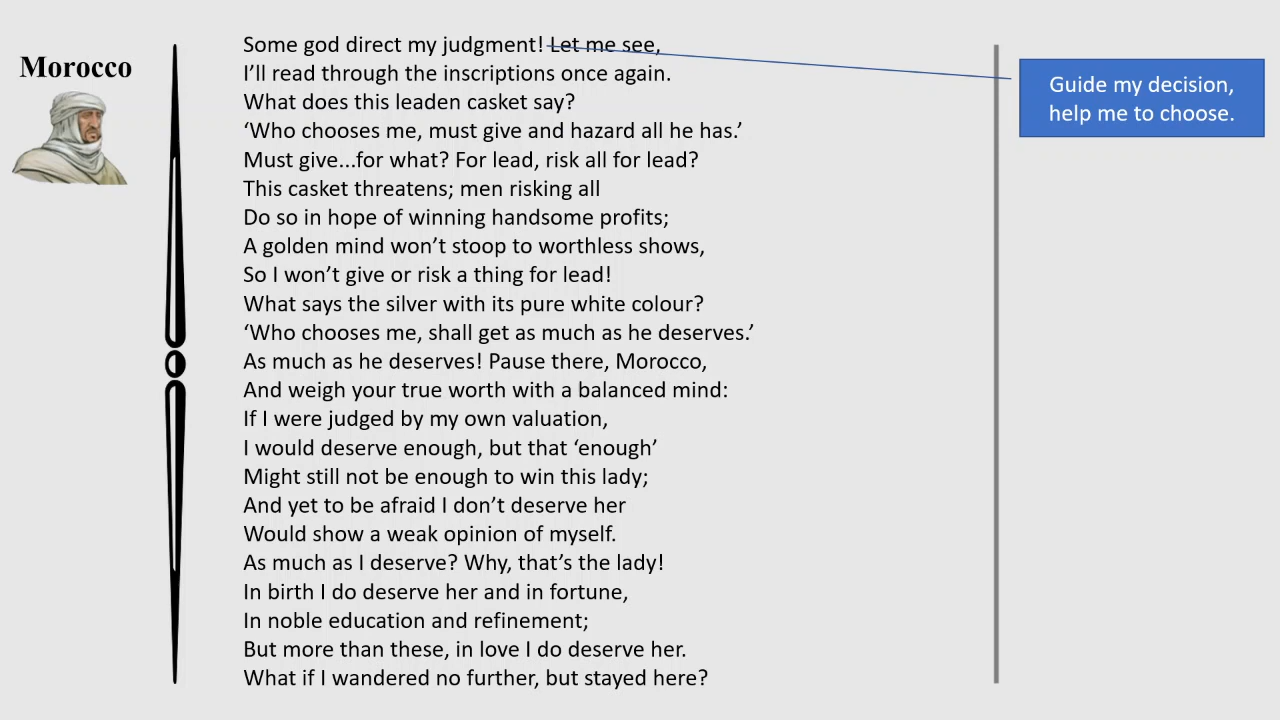 Morocco
Some god direct my judgment! Let me see,
I’ll read through the inscriptions once again.
What does this leaden casket say?
‘Who chooses me, must give and hazard all he has.’
Must give...for what? For lead, risk all for lead?
This casket threatens; men risking all
Do so in hope of winning handsome profits;
A golden mind won’t stoop to worthless shows,
So I won’t give or risk a thing for lead!
What says the silver with its pure white colour?
‘Who chooses me, shall get as much as he deserves.’
As much as he deserves! Pause there, Morocco,
And weigh your true worth with a balanced mind:
If I were judged by my own valuation,
I would deserve enough, but that ‘enough’
Might still not be enough to win this lady;
And yet to be afraid I don’t deserve her
Would show a weak opinion of myself.
As much as I deserve? Why, that’s the lady!
In birth I do deserve her and in fortune,
In noble education and refinement;
But more than these, in love I do deserve her.
What if I wandered no further, but stayed here?
Guide my decision,
help me to choose.